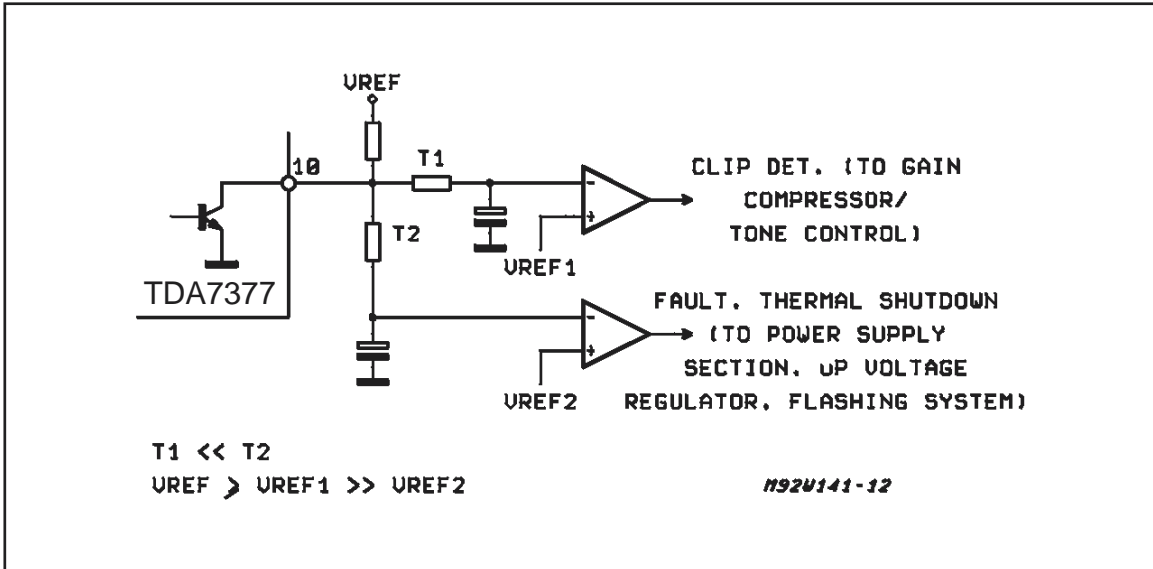 VREF
10
T1
CLIP DET. (TO GAIN
COMPRESSOR/
TONE CONTROL)
-
+
T2
VREF1
TDA7377
FAULT. THERMAL SHUTDOWN
(TO POWER SUPPLY
SECTION. uP VOLTAGE
REGULATOR. FLASHING SYSTEM)
-
+
VREF2
T1 << T2
VREF > VREF1 >> VREF2
M92W141-12